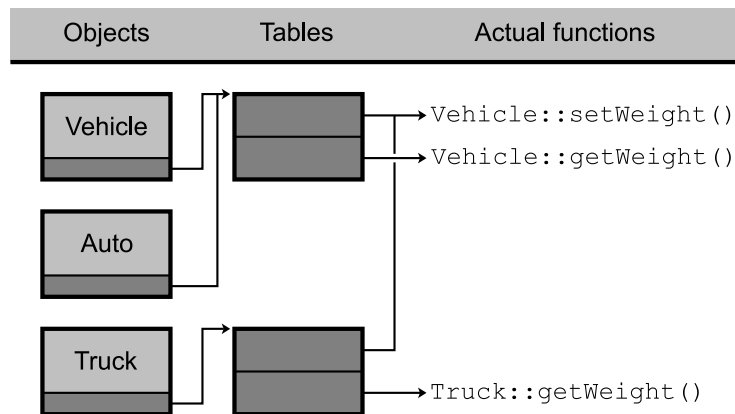 Objects Tables Actual functions
Vehicle
Vehicle::setWeight()
Vehicle::getWeight()
Auto
Truck
Truck::getWeight()